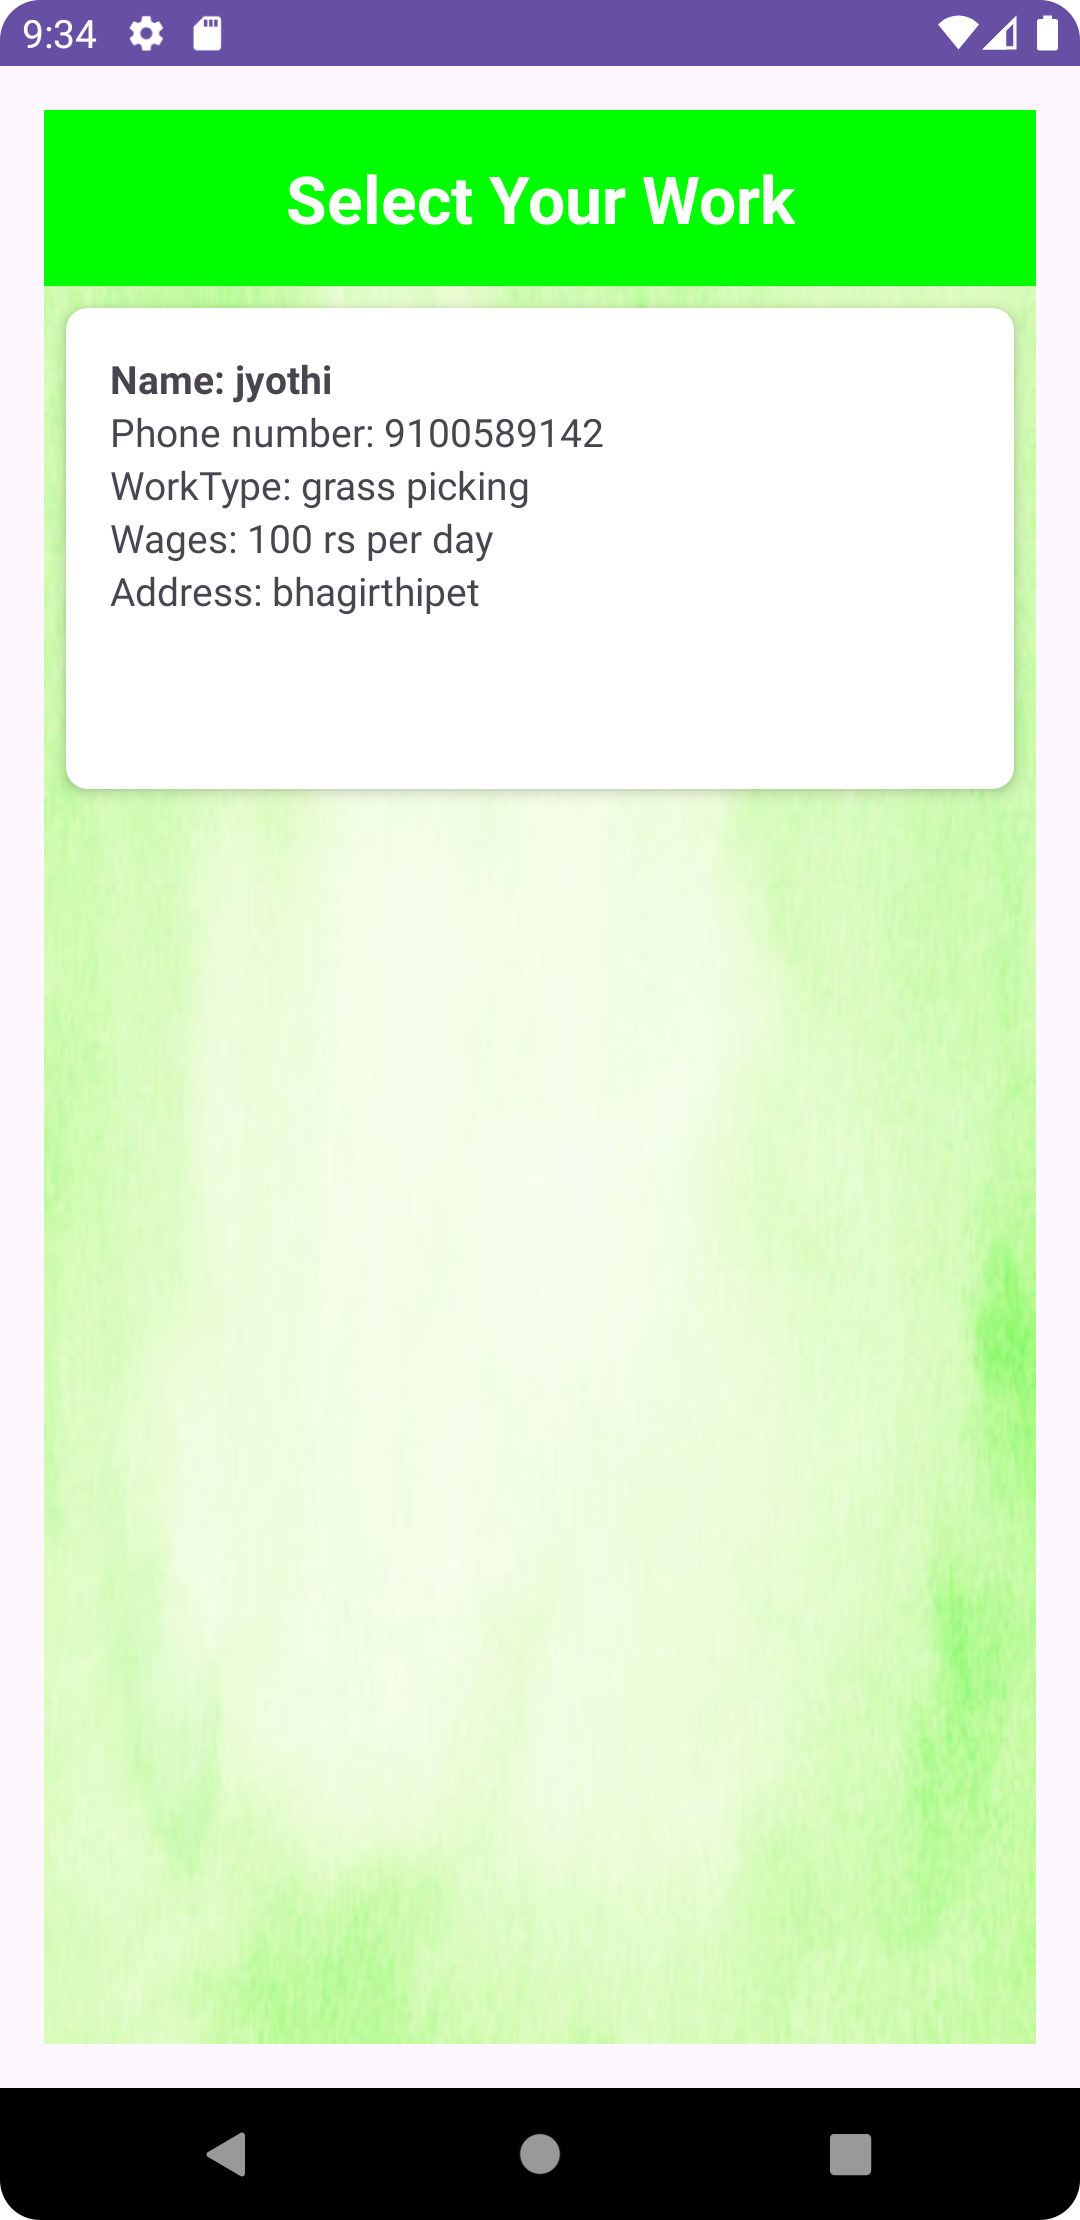 9:34
Select Your Work
Name: jyothi
Phone number: 9100589142
WorkType: grass picking
Wages: 100 rs per day
Address: bhagirthipet